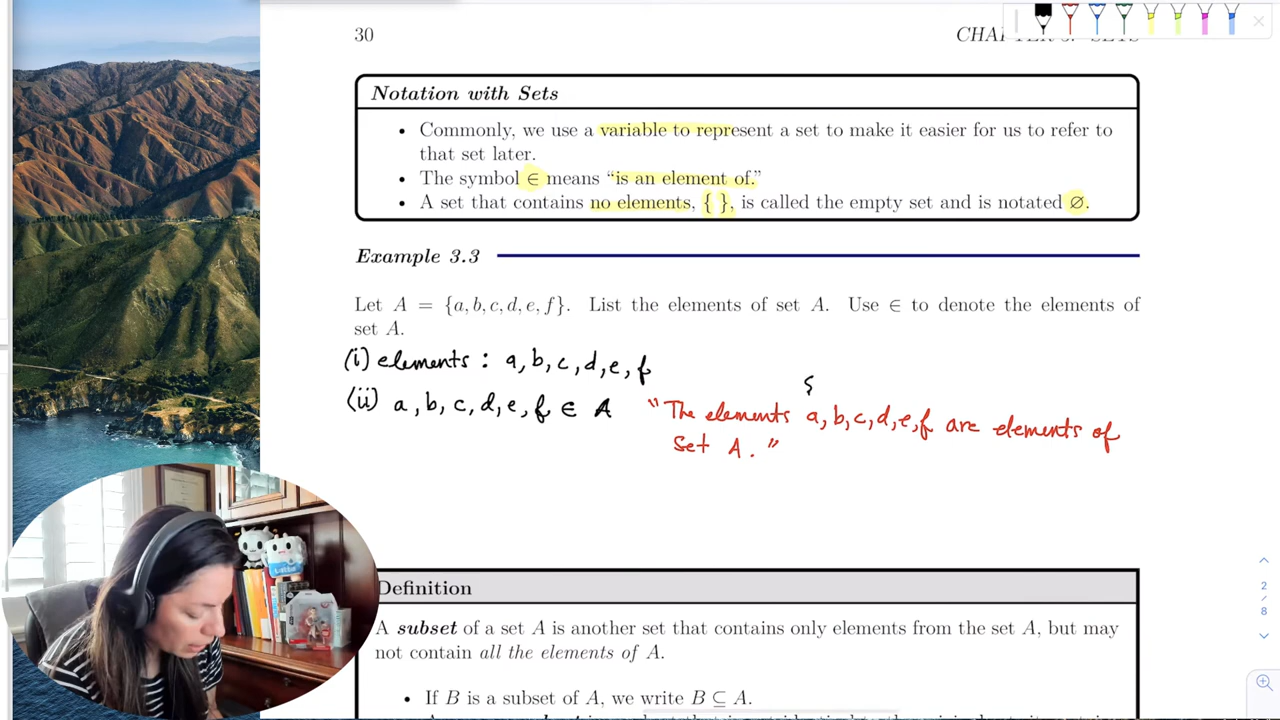 30
Notation with Sets
• Commonly, we use a variable to represent a set to make it easier for us to refer to
that set later.
• The symbol ∈ means “is an element of.”
• A set that contains no elements, { }, is called the empty set and is notated ∅.
Example 3.3
Let A = {a, b, c, d, e, f}. List the elements of set A. Use ∈ to denote the elements of
set A.
(i) elements : a, b, c, d, e, f
(ii) a, b, c, d, e, f ∈ A
"The elements a, b, c, d, e, f are elements of
set A."
Definition
A subset of a set A is another set that contains only elements from the set A, but may
not contain all the elements of A.
• If B is a subset of A, we write B ⊆ A.
2
/
8